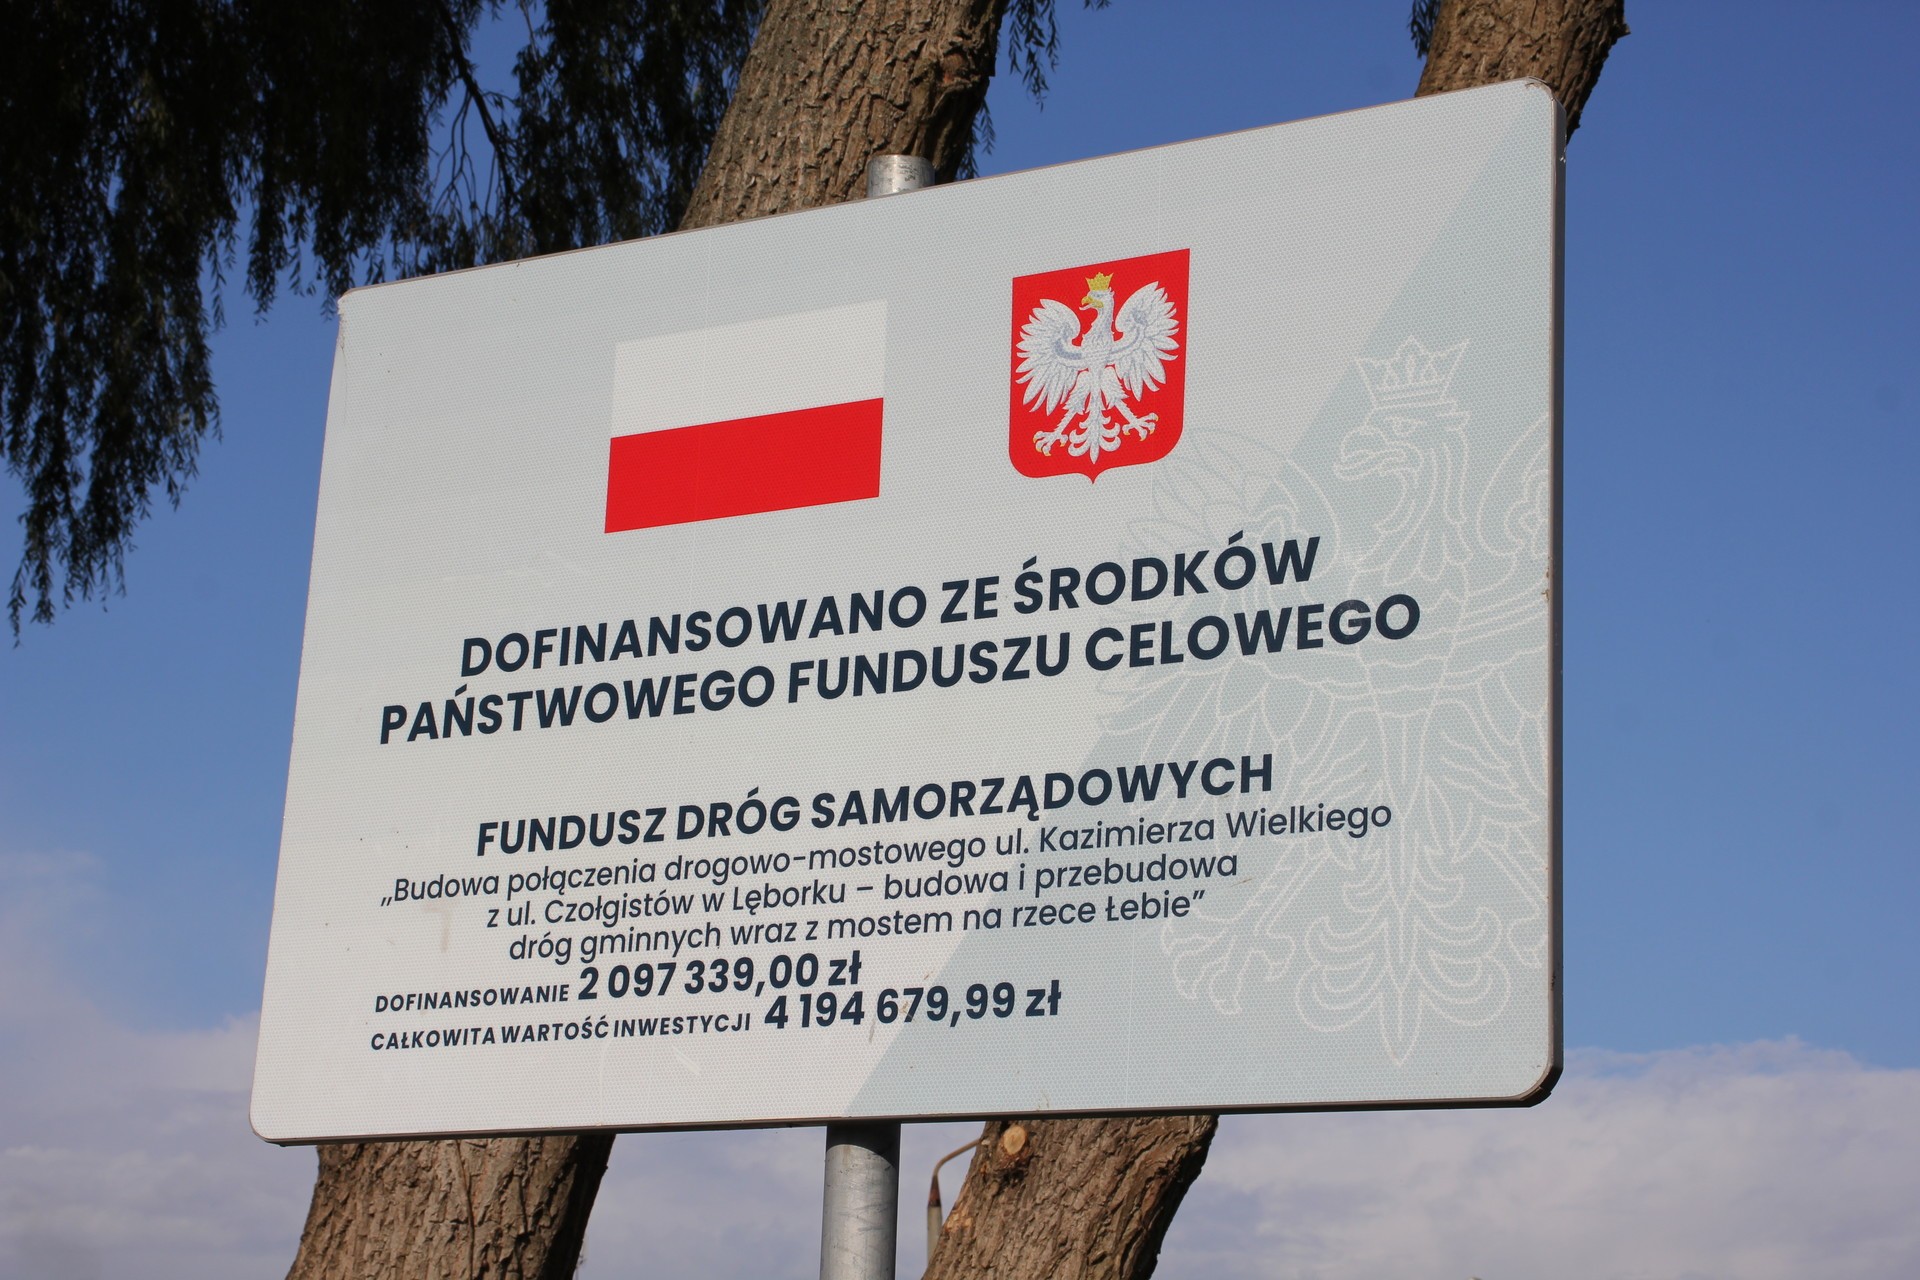 DOFINANSOWANO ZE ŚRODKÓW
PAŃSTWOWEGO FUNDUSZU CELOWEGO
FUNDUSZ DRÓG SAMORZĄDOWYCH
„Budowa połączenia drogowo-mostowego ul. Kazimierza Wielkiego
z ul. Czołgistów w Lęborku – budowa i przebudowa
dróg gminnych wraz z mostem na rzece Łebie”
DOFINANSOWANIE 2 097 339,00 zł
CAŁKOWITA WARTOŚĆ INWESTYCJI 4 194 679,99 zł